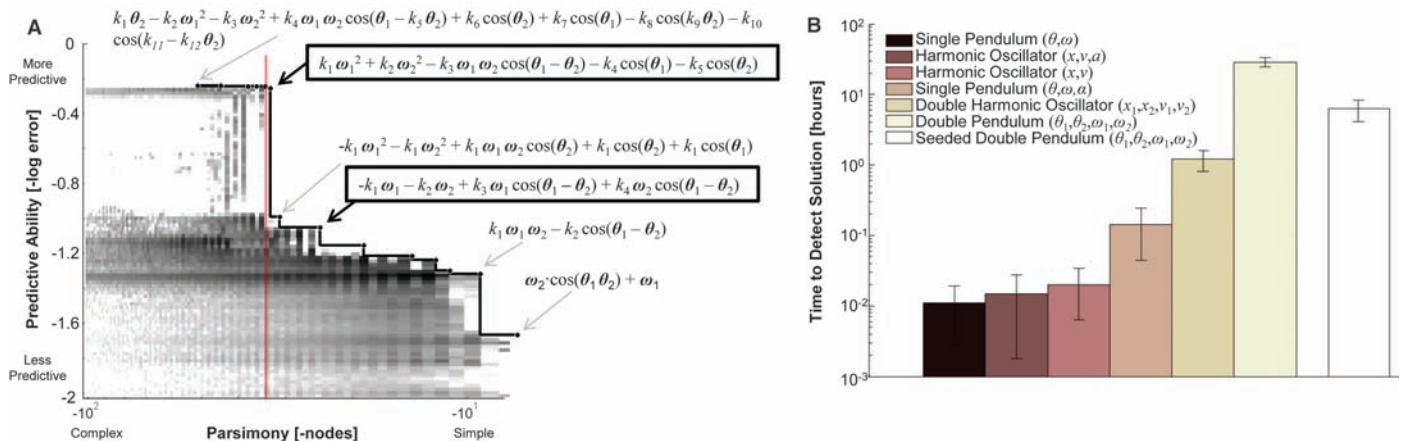 A
k₁θ₂ − k₂ω₁² − k₃ω₂² + k₄ω₁ω₂cos(θ₁ − k₅θ₂) + k₆cos(θ₂) + k₇cos(θ₁) − k₈cos(k₉θ₂) − k₁₀
cos(k₁₁ − k₁₂θ₂)
k₁ω₁² + k₂ω₂² − k₃ω₁ω₂cos(θ₁ − θ₂) − k₄cos(θ₁) − k₅cos(θ₂)
-k₁ω₁² − k₁ω₂² + k₁ω₁ω₂cos(θ₂) + k₁cos(θ₂) + k₁cos(θ₁)
-k₁ω₁ − k₂ω₂ + k₃ω₁cos(θ₁ − θ₂) + k₄ω₂cos(θ₁ − θ₂)
k₁ω₁ω₂ − k₂cos(θ₁ − θ₂)
ω₂·cos(θ₁θ₂) + ω₁
Predictive Ability [-log error]
More
Predictive
Less
Predictive
0
-0.4
-0.8
-1.2
-1.6
-2
-10²
-10¹
Complex
Parsimony [-nodes]
Simple
B
Time to Detect Solution [hours]
10²
10¹
10⁰
10⁻¹
10⁻²
10⁻³
Single Pendulum (θ,ω)
Harmonic Oscillator (x,v,a)
Harmonic Oscillator (x,v)
Single Pendulum (θ,ω,α)
Double Harmonic Oscillator (x₁,x₂,v₁,v₂)
Double Pendulum (θ₁,θ₂,ω₁,ω₂)
Seeded Double Pendulum (θ₁,θ₂,ω₁,ω₂)